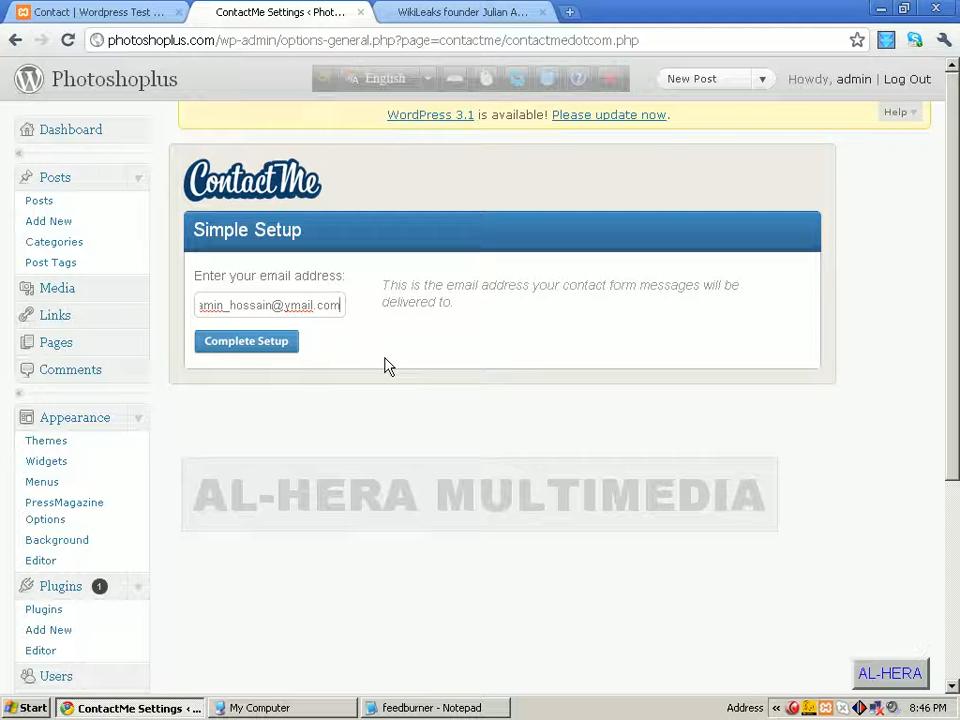 Contact | Wordpress Test ...
ContactMe Settings ‹ Phot...
WikiLeaks founder Julian A...
photoshoplus.com/wp-admin/options-general.php?page=contactme/contactmedotcom.php
Photoshoplus
English
New Post
Howdy, admin | Log Out
WordPress 3.1 is available! Please update now.
Help
Dashboard
Posts
Posts
Add New
Categories
Post Tags
Media
Links
Pages
Comments
Appearance
Themes
Widgets
Menus
PressMagazine
Options
Background
Editor
Plugins 1
Plugins
Add New
Editor
Users
ContactMe
Simple Setup
Enter your email address:
amin_hossain@ymail.com
This is the email address your contact form messages will be
delivered to.
Complete Setup
AL-HERA MULTIMEDIA
AL-HERA
Start
ContactMe Settings ‹ ...
My Computer
feedburner - Notepad
Address
8:46 PM